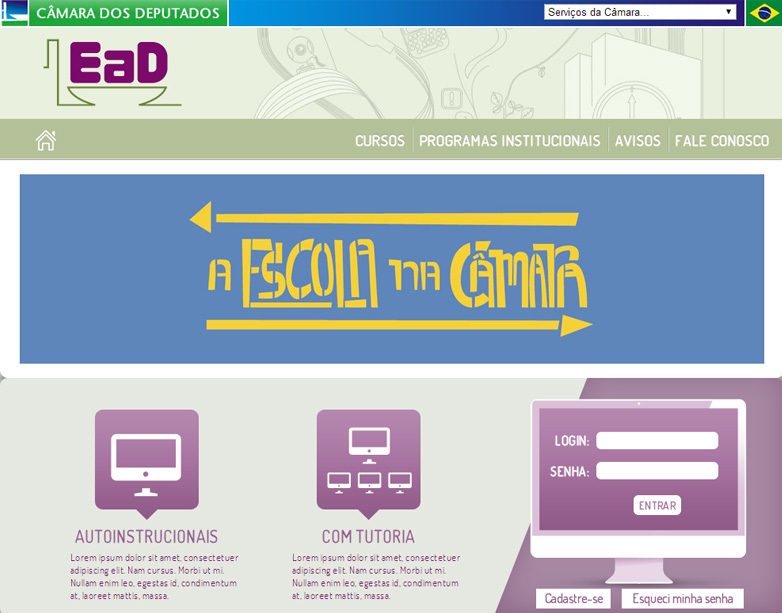 CÂMARA DOS DEPUTADOS
Serviços da Câmara...
EaD
CURSOS
PROGRAMAS INSTITUCIONAIS
AVISOS
FALE CONOSCO
A ESCOLA NA CÂMARA
LOGIN:
SENHA:
ENTRAR
Cadastre-se
Esqueci minha senha
AUTOINSTRUCIONAIS
Lorem ipsum dolor sit amet, consectetuer
adipiscing elit. Nam cursus. Morbi ut mi.
Nullam enim leo, egestas id, condimentum
at, laoreet mattis, massa.
COM TUTORIA
Lorem ipsum dolor sit amet, consectetuer
adipiscing elit. Nam cursus. Morbi ut mi.
Nullam enim leo, egestas id, condimentum
at, laoreet mattis, massa.